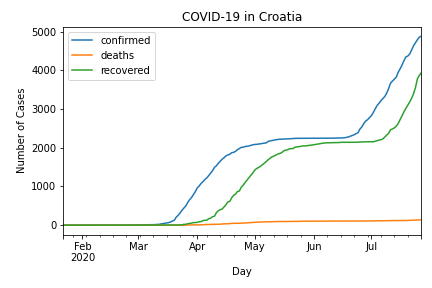 COVID-19 in Croatia
confirmed
deaths
recovered
Number of Cases
5000
4000
3000
2000
1000
0
Feb Mar Apr May Jun Jul
2020
Day